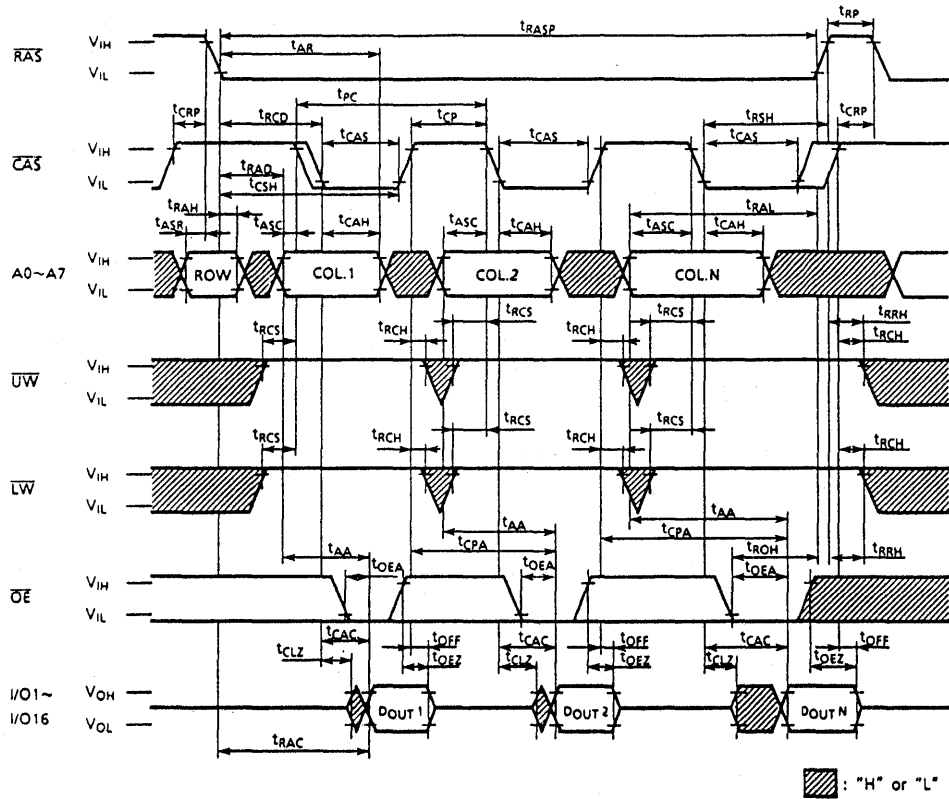 tRP
tRASP
tAR
RAS VIH
VIL
tPC
tCRP tRCD tCP tRSH tCRP
tCAS tCAS tCAS
CAS VIH
VIL
tRAD
tCSH
tRAH tRAL
tASR tASC tCAH tASC tCAH tASC tCAH
A0~A7 VIH
VIL
ROW COL.1 COL.2 COL.N
tRCS tRCH tRCS tRCH tRCS tRRH
tRCH
UW VIH
VIL
tRCS tRCH tRCS tRCH tRCS tRCH
LW VIH
VIL
tAA tAA
tCPA tCPA
tAA tOEA tOEA tROH tRRH
tOEA
OE VIH
VIL
tCAC tOFF tCAC tOFF tCAC tOFF
tCLZ tOEZ tCLZ tOEZ tCLZ tOEZ
I/O1~ VOH
I/O16 VOL
DOUT 1 DOUT 2 DOUT N
tRAC
: "H" or "L"